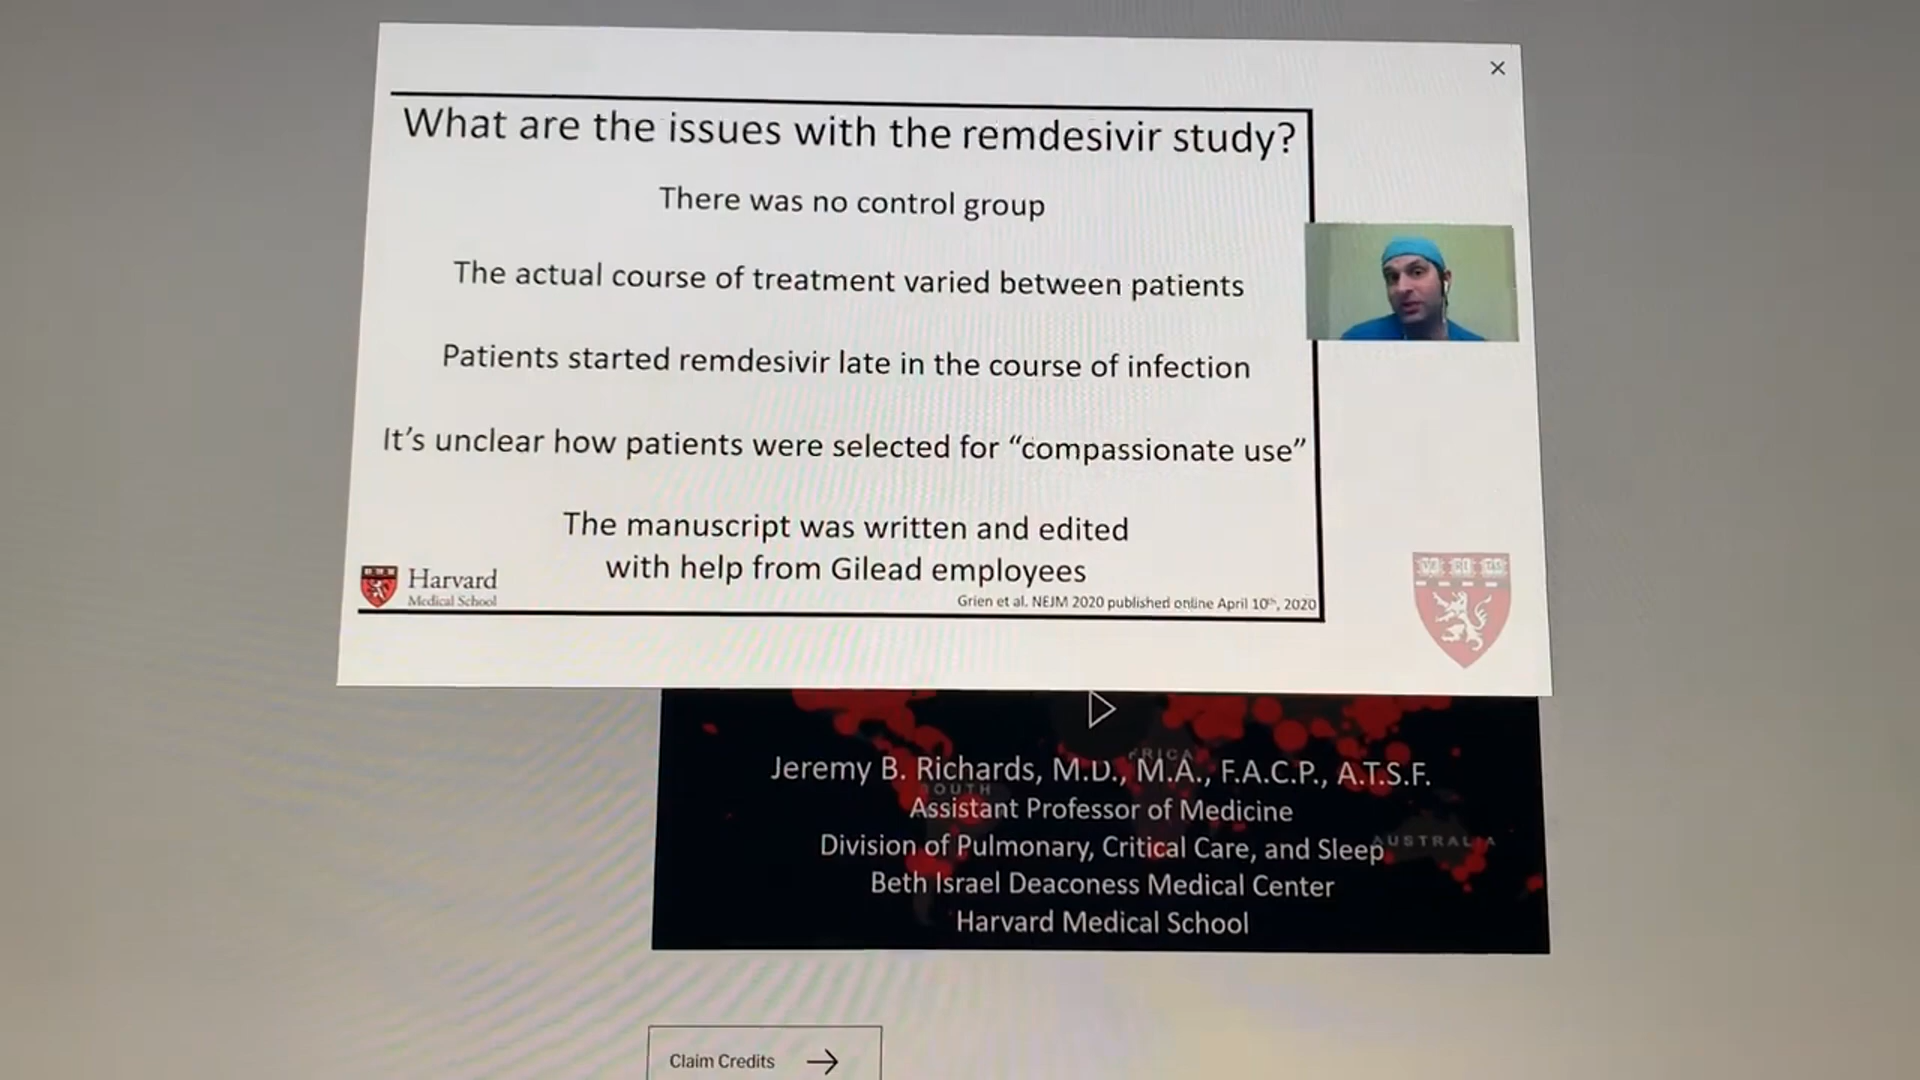 What are the issues with the remdesivir study?
There was no control group
The actual course of treatment varied between patients
Patients started remdesivir late in the course of infection
It's unclear how patients were selected for “compassionate use”
The manuscript was written and edited
with help from Gilead employees
Harvard
Medical School
Grien et al. NEJM 2020 published online April 10th, 2020
VE RI TAS
Jeremy B. Richards, M.D., M.A., F.A.C.P., A.T.S.F.
Assistant Professor of Medicine
Division of Pulmonary, Critical Care, and Sleep
Beth Israel Deaconess Medical Center
Harvard Medical School
AUSTRALIA
Claim Credits